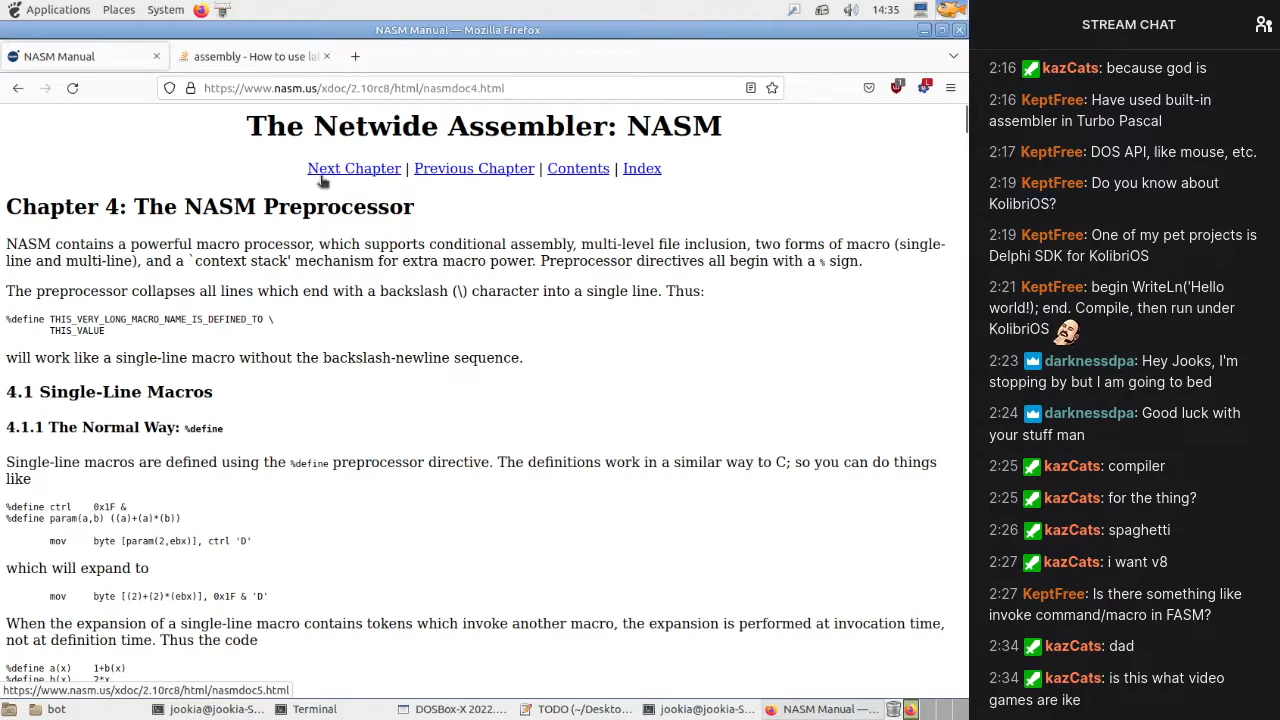 Applications Places System 14:35
NASM Manual — Mozilla Firefox
NASM Manual
assembly - How to use lal
https://www.nasm.us/xdoc/2.10rc8/html/nasmdoc4.html
The Netwide Assembler: NASM
Next Chapter | Previous Chapter | Contents | Index
Chapter 4: The NASM Preprocessor
NASM contains a powerful macro processor, which supports conditional assembly, multi-level file inclusion, two forms of macro (single-
line and multi-line), and a `context stack' mechanism for extra macro power. Preprocessor directives all begin with a % sign.
The preprocessor collapses all lines which end with a backslash (\) character into a single line. Thus:
%define THIS_VERY_LONG_MACRO_NAME_IS_DEFINED_TO \
THIS_VALUE
will work like a single-line macro without the backslash-newline sequence.
4.1 Single-Line Macros
4.1.1 The Normal Way: %define
Single-line macros are defined using the %define preprocessor directive. The definitions work in a similar way to C; so you can do things
like
%define ctrl 0x1F &
%define param(a,b) ((a)+(a)*(b))
mov byte [param(2,ebx)], ctrl 'D'
which will expand to
mov byte [(2)+(2)*(ebx)], 0x1F & 'D'
When the expansion of a single-line macro contains tokens which invoke another macro, the expansion is performed at invocation time,
not at definition time. Thus the code
%define a(x) 1+b(x)
%define b(x) 2*x
https://www.nasm.us/xdoc/2.10rc8/html/nasmdoc5.html
bot
jookia@jookia-S...
Terminal
DOSBox-X 2022....
TODO (~/Deskto...
jookia@jookia-S...
NASM Manual —...
STREAM CHAT
2:16 kazCats: because god is
2:16 KeptFree: Have used built-in
assembler in Turbo Pascal
2:17 KeptFree: DOS API, like mouse, etc.
2:19 KeptFree: Do you know about
KolibriOS?
2:19 KeptFree: One of my pet projects is
Delphi SDK for KolibriOS
2:21 KeptFree: begin WriteLn('Hello
world!); end. Compile, then run under
KolibriOS
2:23 darknessdpa: Hey Jooks, I'm
stopping by but I am going to bed
2:24 darknessdpa: Good luck with
your stuff man
2:25 kazCats: compiler
2:25 kazCats: for the thing?
2:26 kazCats: spaghetti
2:27 kazCats: i want v8
2:27 KeptFree: Is there something like
invoke command/macro in FASM?
2:34 kazCats: dad
2:34 kazCats: is this what video
games are ike